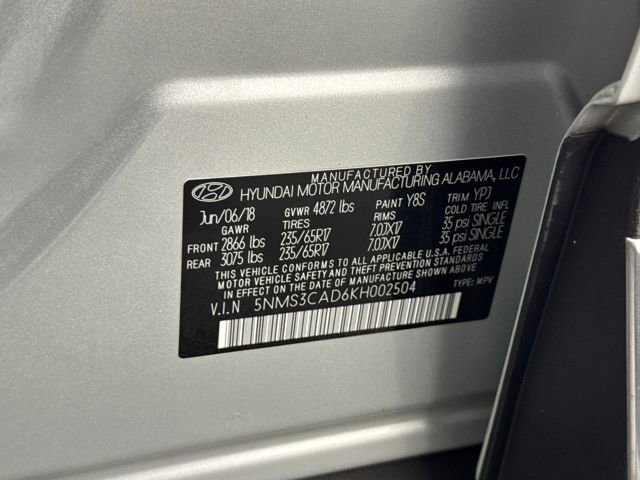 MANUFACTURED BY
HYUNDAI MOTOR MANUFACTURING ALABAMA, LLC
Jun/06/18 GVWR 4872 lbs PAINT Y8S TRIM YPJ
GAWR TIRES RIMS COLD TIRE INFL
FRONT 2866 lbs 235/65R17 7.0JX17 35 psi SINGLE
REAR 3075 lbs 235/65R17 7.0JX17 35 psi SINGLE
THIS VEHICLE CONFORMS TO ALL APPLICABLE U.S.A. FEDERAL
MOTOR VEHICLE SAFETY AND THEFT PREVENTION STANDARDS
IN EFFECT ON THE DATE OF MANUFACTURE SHOWN ABOVE.
V.I.N 5NMS3CAD6KH002504 TYPE: MPV